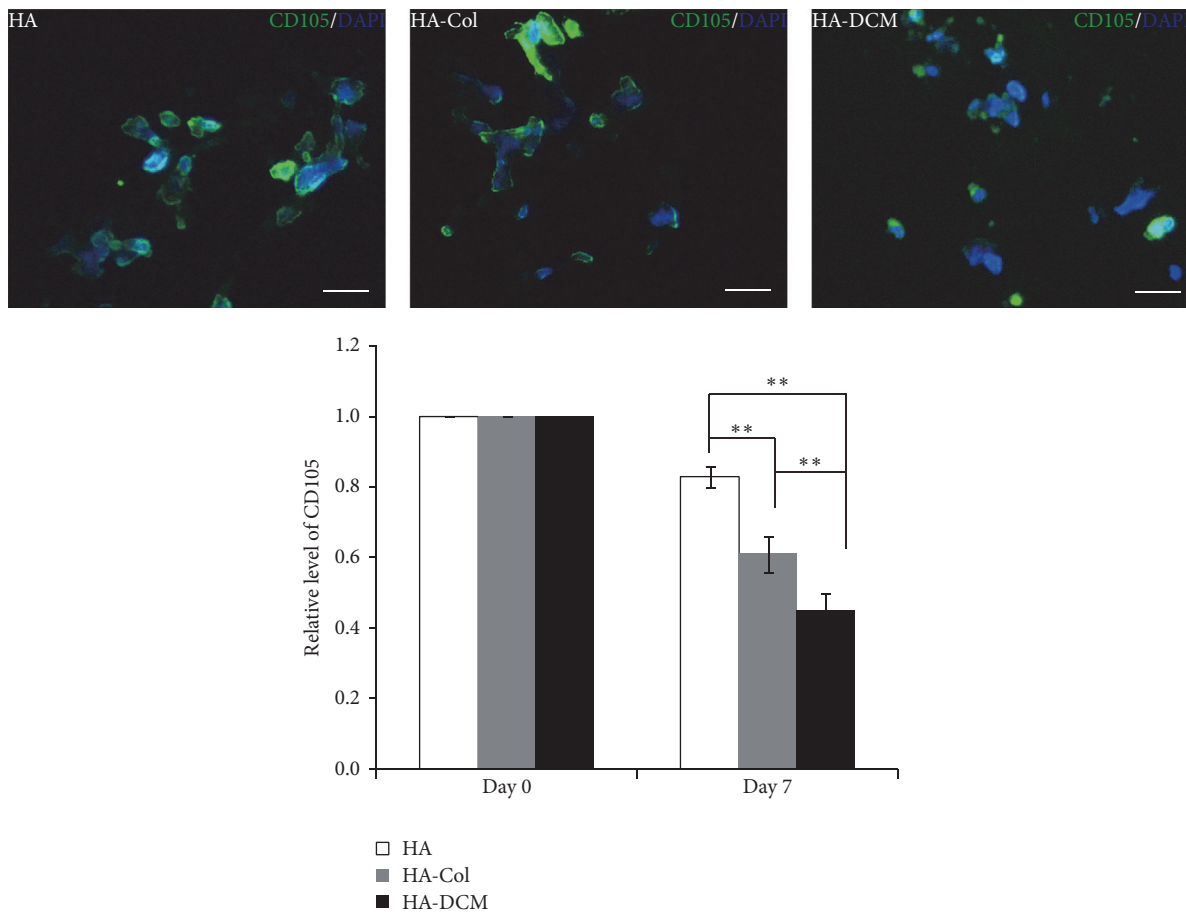 HA CD105/DAPI
HA-Col CD105/DAPI
HA-DCM CD105/DAP
1.2
1.0
0.8
0.6
0.4
0.2
0.0
Relative level of CD105
**
**
**
Day 0
Day 7
HA
HA-Col
HA-DCM